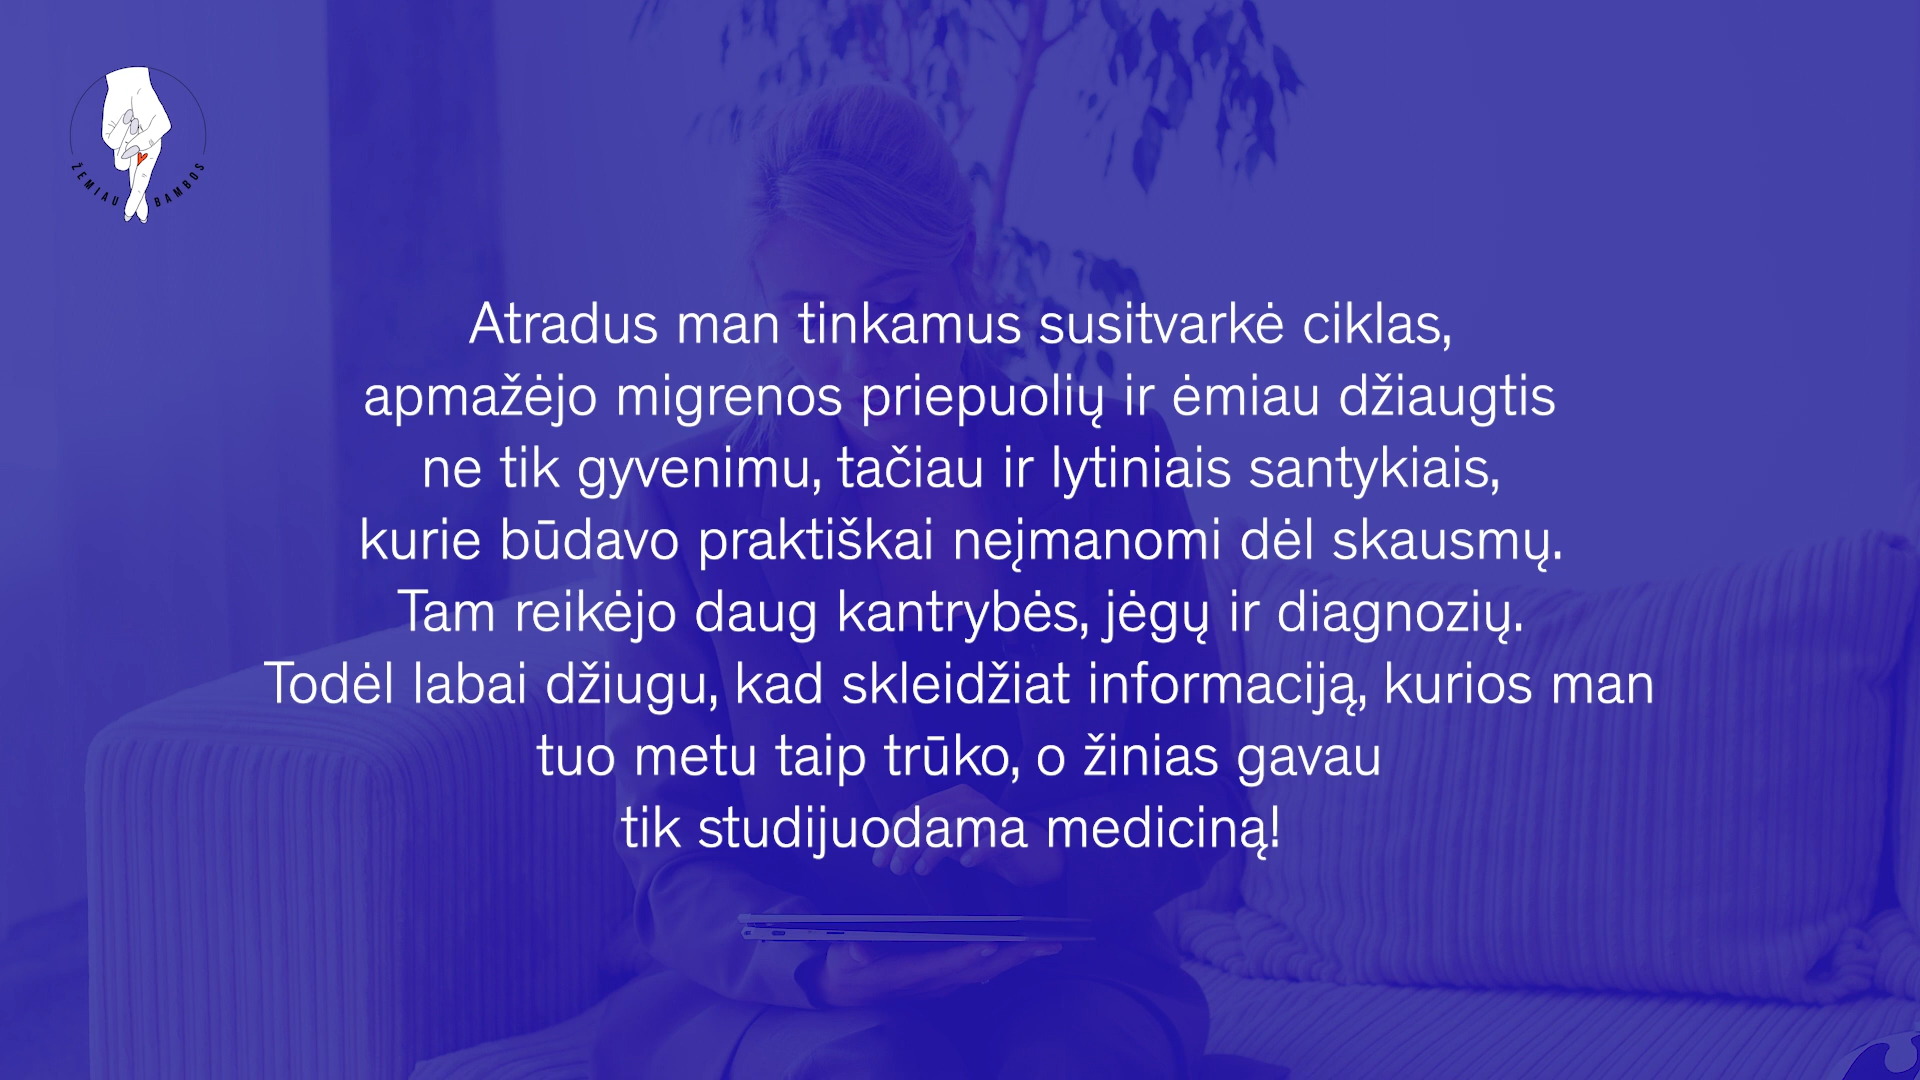 ŽEMIAU BAMBOS
Atradus man tinkamus susitvarkė ciklas,
apmažėjo migrenos priepuolių ir ėmiau džiaugtis
ne tik gyvenimu, tačiau ir lytiniais santykiais,
kurie būdavo praktiškai neįmanomi dėl skausmų.
Tam reikėjo daug kantrybės, jėgų ir diagnozių.
Todėl labai džiugu, kad skleidžiat informaciją, kurios man
tuo metu taip trūko, o žinias gavau
tik studijuodama mediciną!